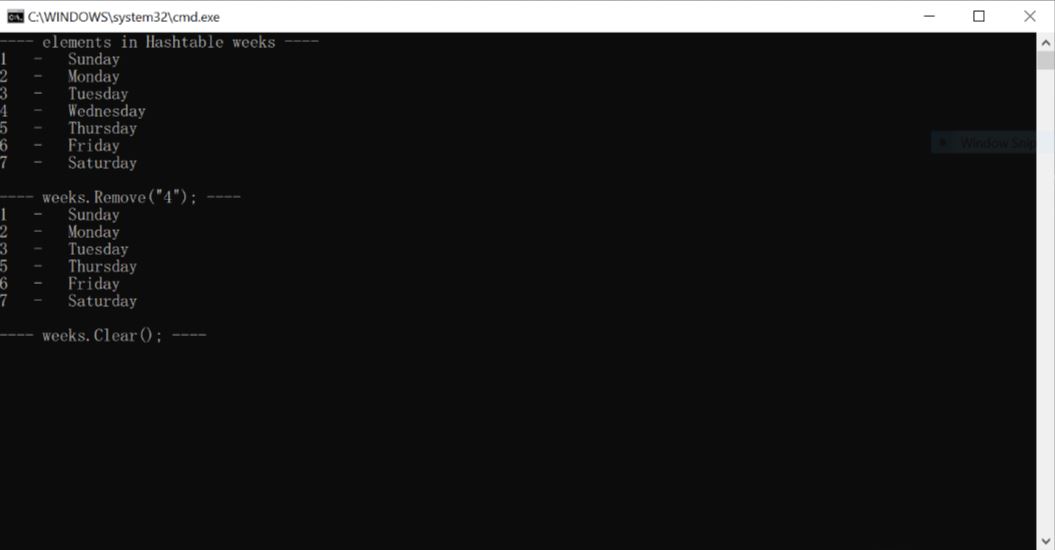 C:\WINDOWS\system32\cmd.exe
---- elements in Hashtable weeks ----
1   -   Sunday
2   -   Monday
3   -   Tuesday
4   -   Wednesday
5   -   Thursday
6   -   Friday
7   -   Saturday
---- weeks.Remove("4"); ----
1   -   Sunday
2   -   Monday
3   -   Tuesday
5   -   Thursday
6   -   Friday
7   -   Saturday
---- weeks.Clear(); ----
Window Snip